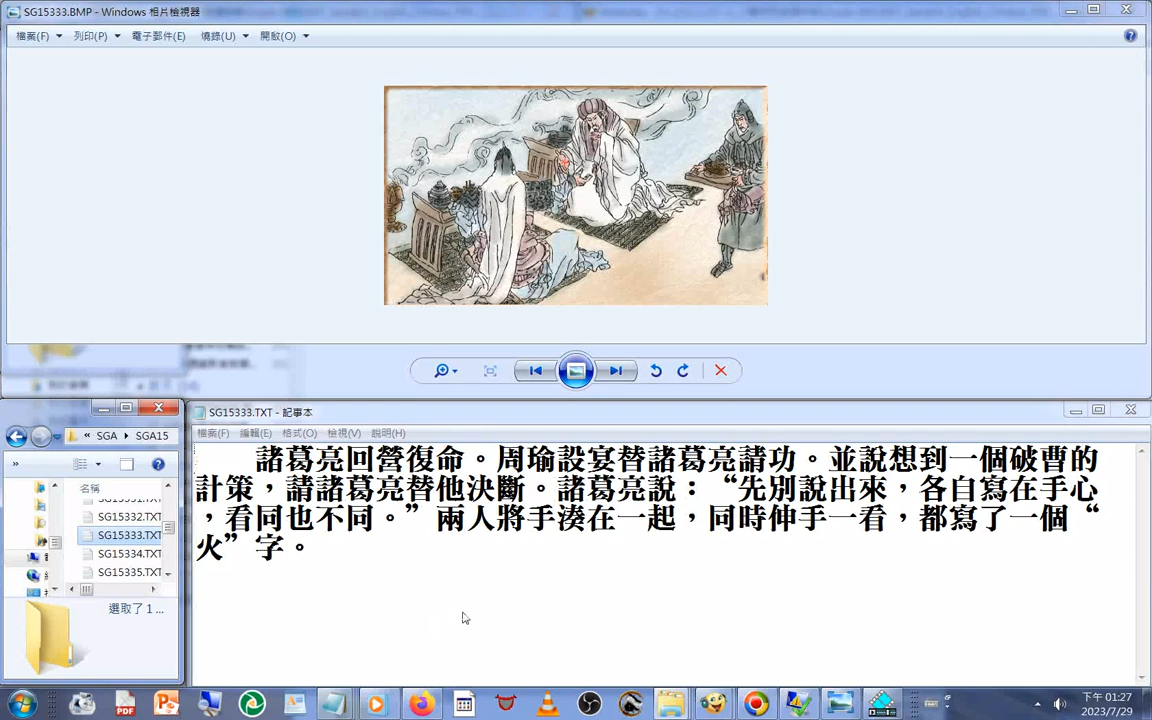 SG15333.BMP - Windows 相片檢視器
檔案(F) 列印(P) 電子郵件(E) 燒錄(U) 開啟(O)
SGA SGA15
名稱
SG15332.TXT
SG15333.TXT
SG15334.TXT
SG15335.TXT
選取了 1 ...
SG15333.TXT - 記事本
檔案(F) 編輯(E) 格式(O) 檢視(V) 說明(H)
諸葛亮回營復命。周瑜設宴替諸葛亮請功。並說想到一個破曹的
計策，請諸葛亮替他決斷。諸葛亮說：“先別說出來，各自寫在手心
，看同也不同。”兩人將手湊在一起，同時伸手一看，都寫了一個“
火”字。
下午 01:27
2023/7/29